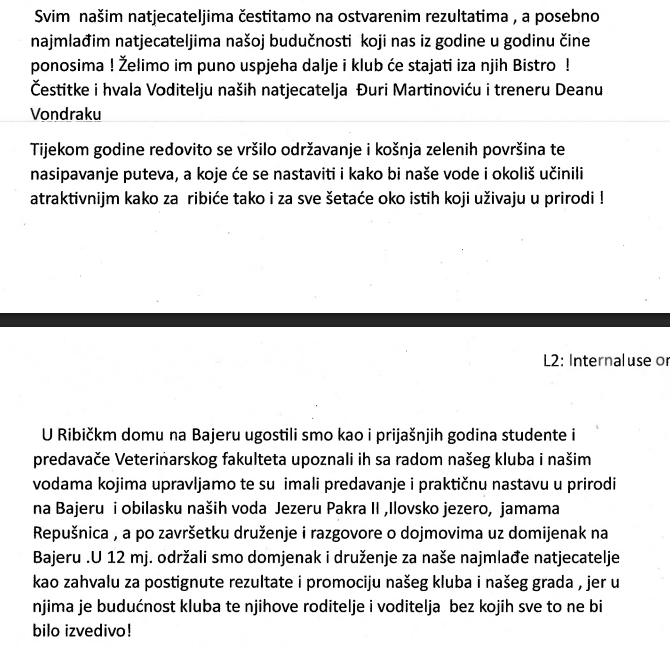 Svim našim natjecateljima čestitamo na ostvarenim rezultatima , a posebno
najmlađim natjecateljima našoj budučnosti koji nas iz godine u godinu čine
ponosima ! Želimo im puno uspjeha dalje i klub će stajati iza njih Bistro !
Čestitke i hvala Voditelju naših natjecatelja Đuri Martinoviću i treneru Deanu
Vondraku
Tijekom godine redovito se vršilo održavanje i košnja zelenih površina te
nasipavanje puteva, a koje će se nastaviti i kako bi naše vode i okoliš učinili
atraktivnijm kako za ribiće tako i za sve šetaće oko istih koji uživaju u prirodi !
L2: Internal use
U Ribičkm domu na Bajeru ugostili smo kao i prijašnjih godina studente i
predavače Veterinarskog fakulteta upoznali ih sa radom našeg kluba i našim
vodama kojima upravljamo te su imali predavanje i praktičnu nastavu u prirodi
na Bajeru i obilasku naših voda Jezeru Pakra II ,Ilovsko jezero, jamama
Repušnica , a po završetku druženje i razgovore o dojmovima uz domijenak na
Bajeru .U 12 mj. održali smo domjenak i druženje za naše najmlađe natjecatelje
kao zahvalu za postignute rezultate i promociju našeg kluba i našeg grada , jer u
njima je budućnost kluba te njihove roditelje i voditelja bez kojih sve to ne bi
bilo izvedivo!